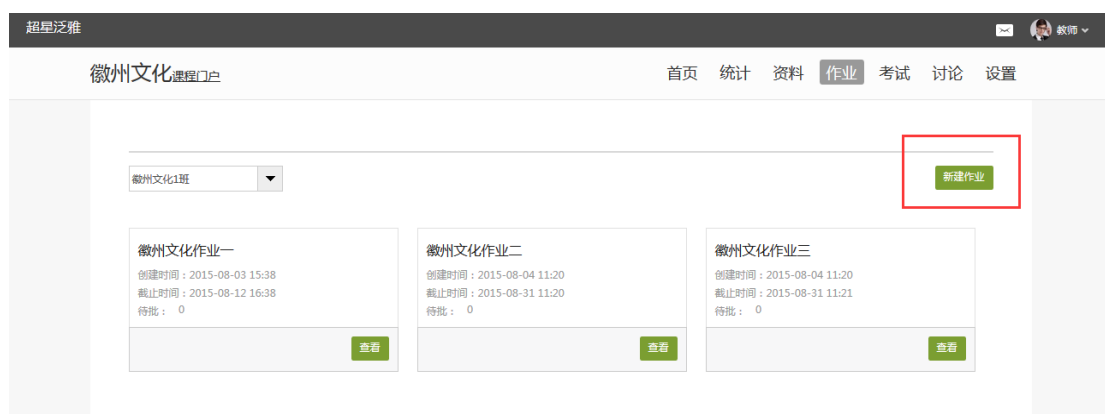 超星泛雅
教师
徽州文化课程门户
首页 统计 资料 作业 考试 讨论 设置
徽州文化1班
新建作业
徽州文化作业一
创建时间：2015-08-03 15:38
截止时间：2015-08-12 16:38
待批： 0
查看
徽州文化作业二
创建时间：2015-08-04 11:20
截止时间：2015-08-31 11:20
待批： 0
查看
徽州文化作业三
创建时间：2015-08-04 11:20
截止时间：2015-08-31 11:21
待批： 0
查看